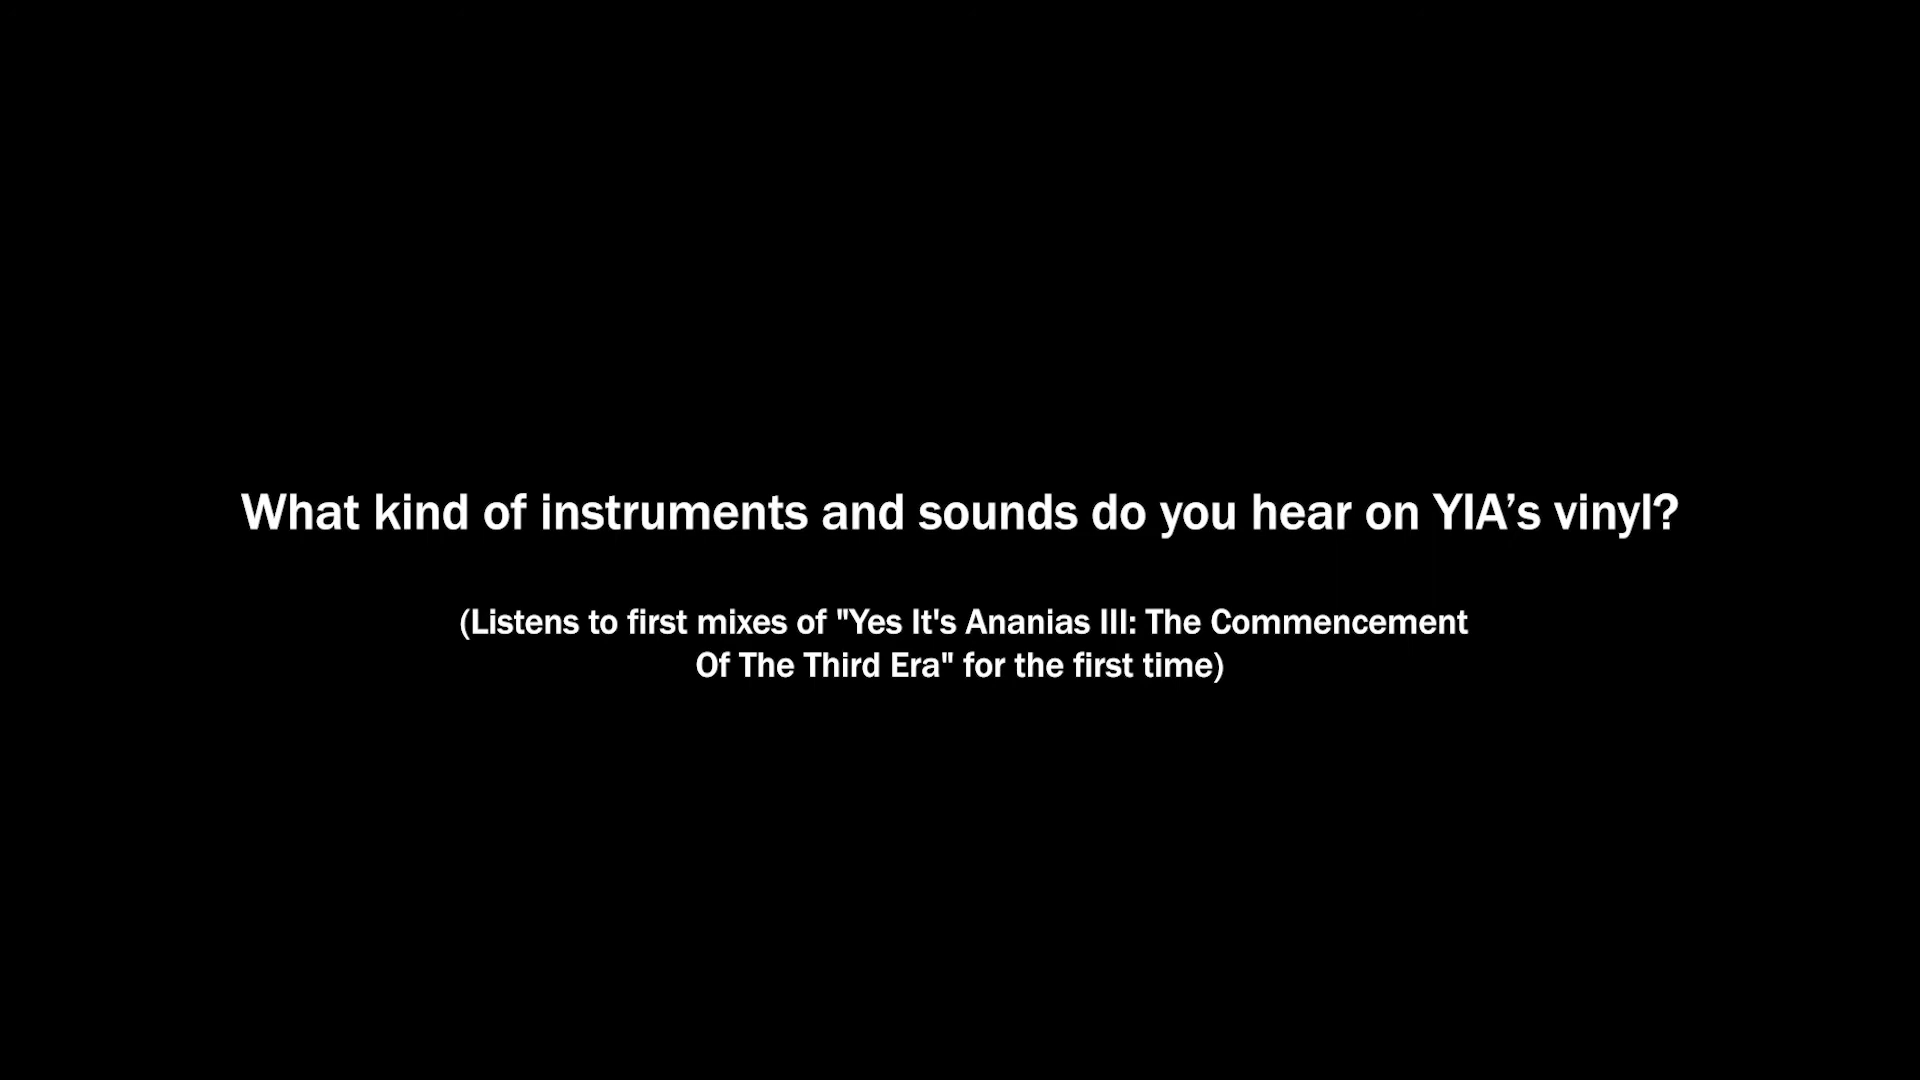 What kind of instruments and sounds do you hear on YIA’s vinyl?
(Listens to first mixes of "Yes It's Ananias III: The Commencement
Of The Third Era" for the first time)